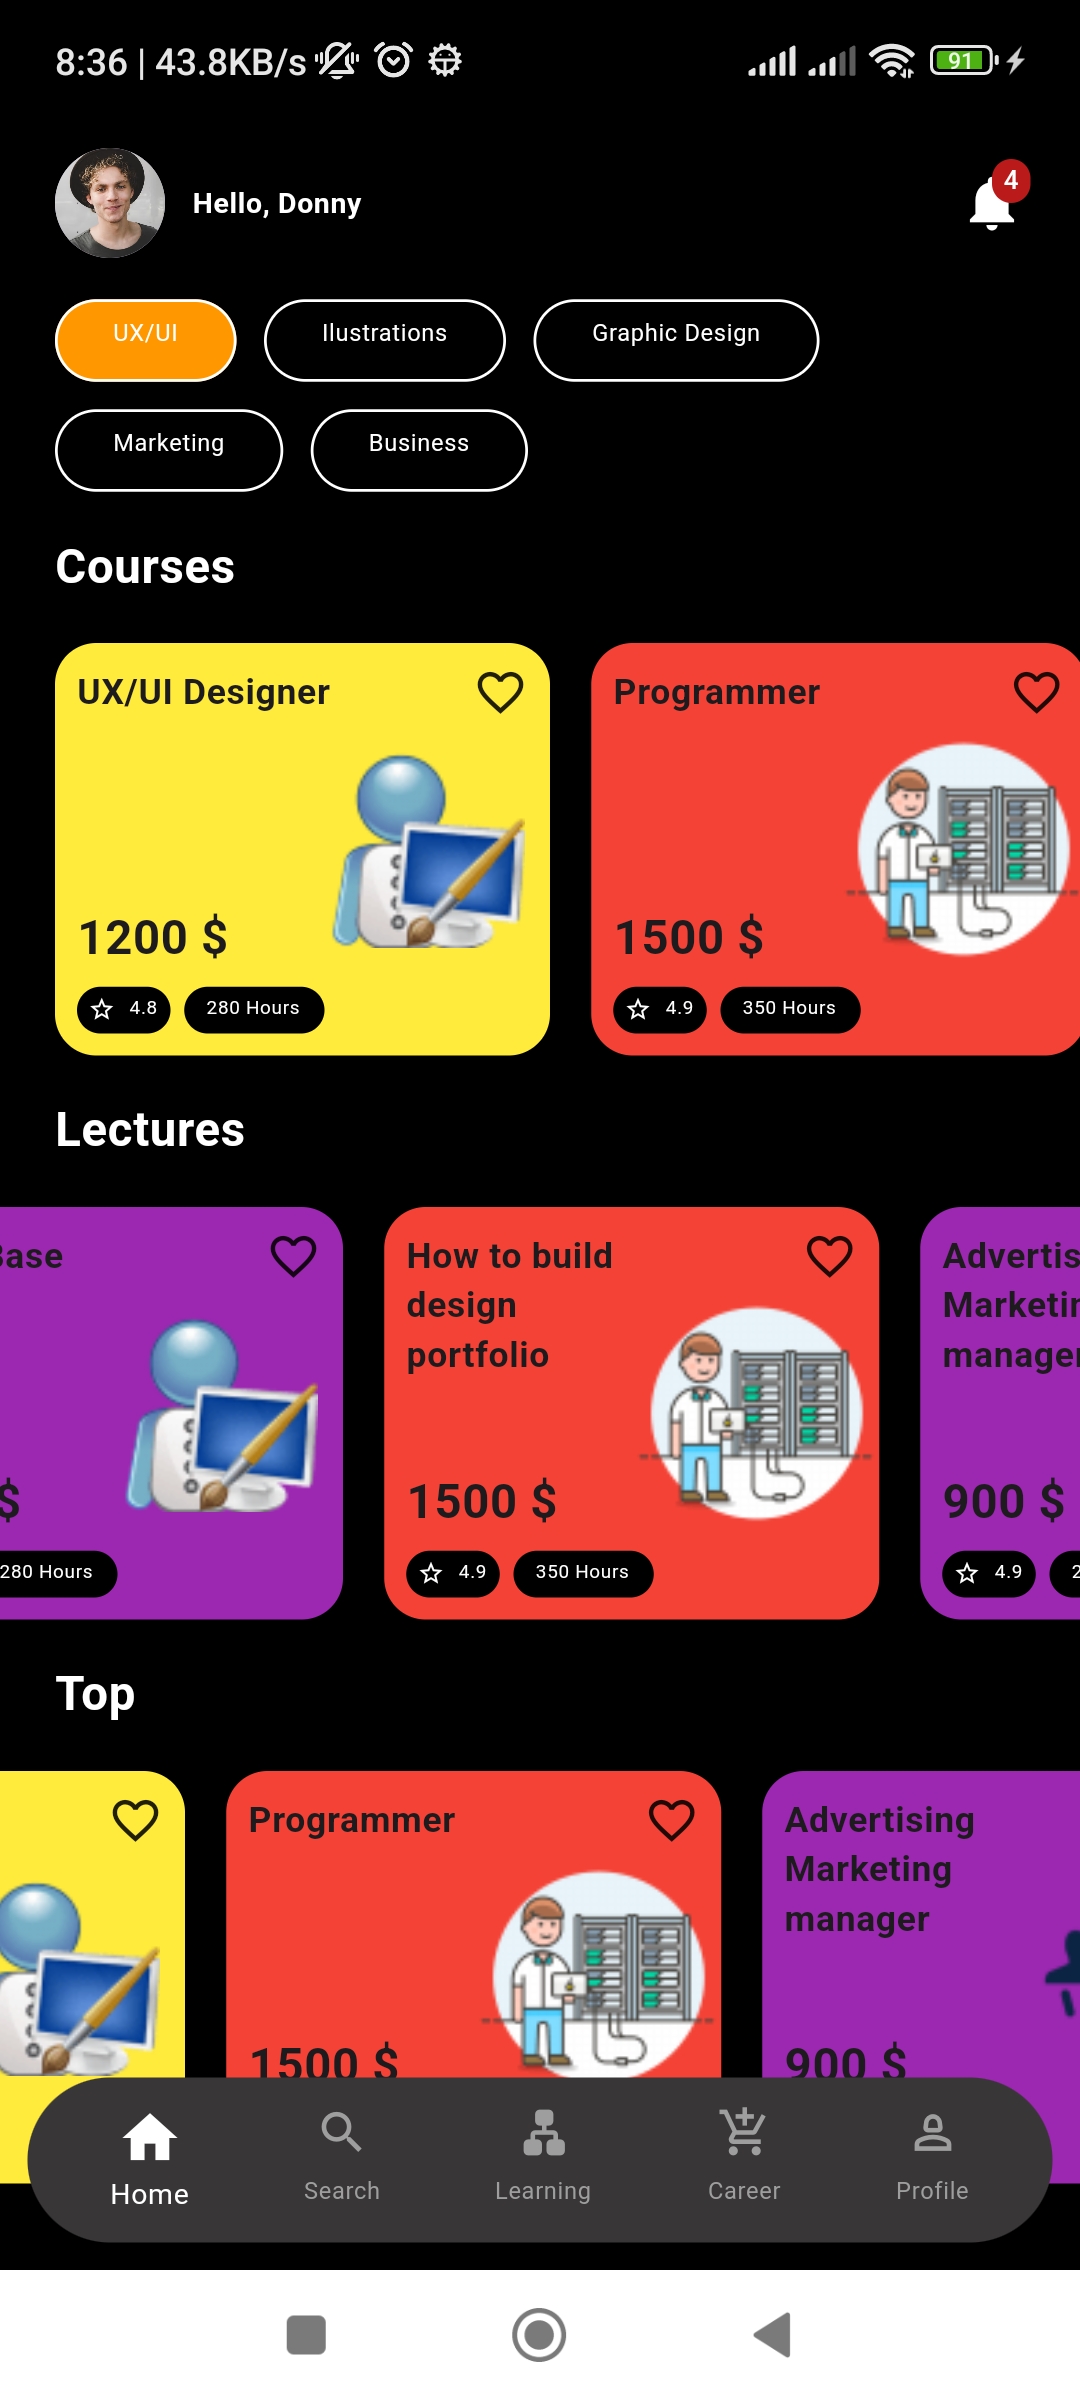 8:36 | 43.8KB/s
91
Hello, Donny
4
UX/UI
Ilustrations
Graphic Design
Marketing
Business
Courses
UX/UI Designer
Programmer
1200 $
1500 $
4.8
280 Hours
4.9
350 Hours
Lectures
Base
How to build
design
portfolio
Advertis
Marketin
manager
$
1500 $
900 $
280 Hours
4.9
350 Hours
4.9
2
Top
Programmer
Advertising
Marketing
manager
1500 $
900 $
Home
Search
Learning
Career
Profile